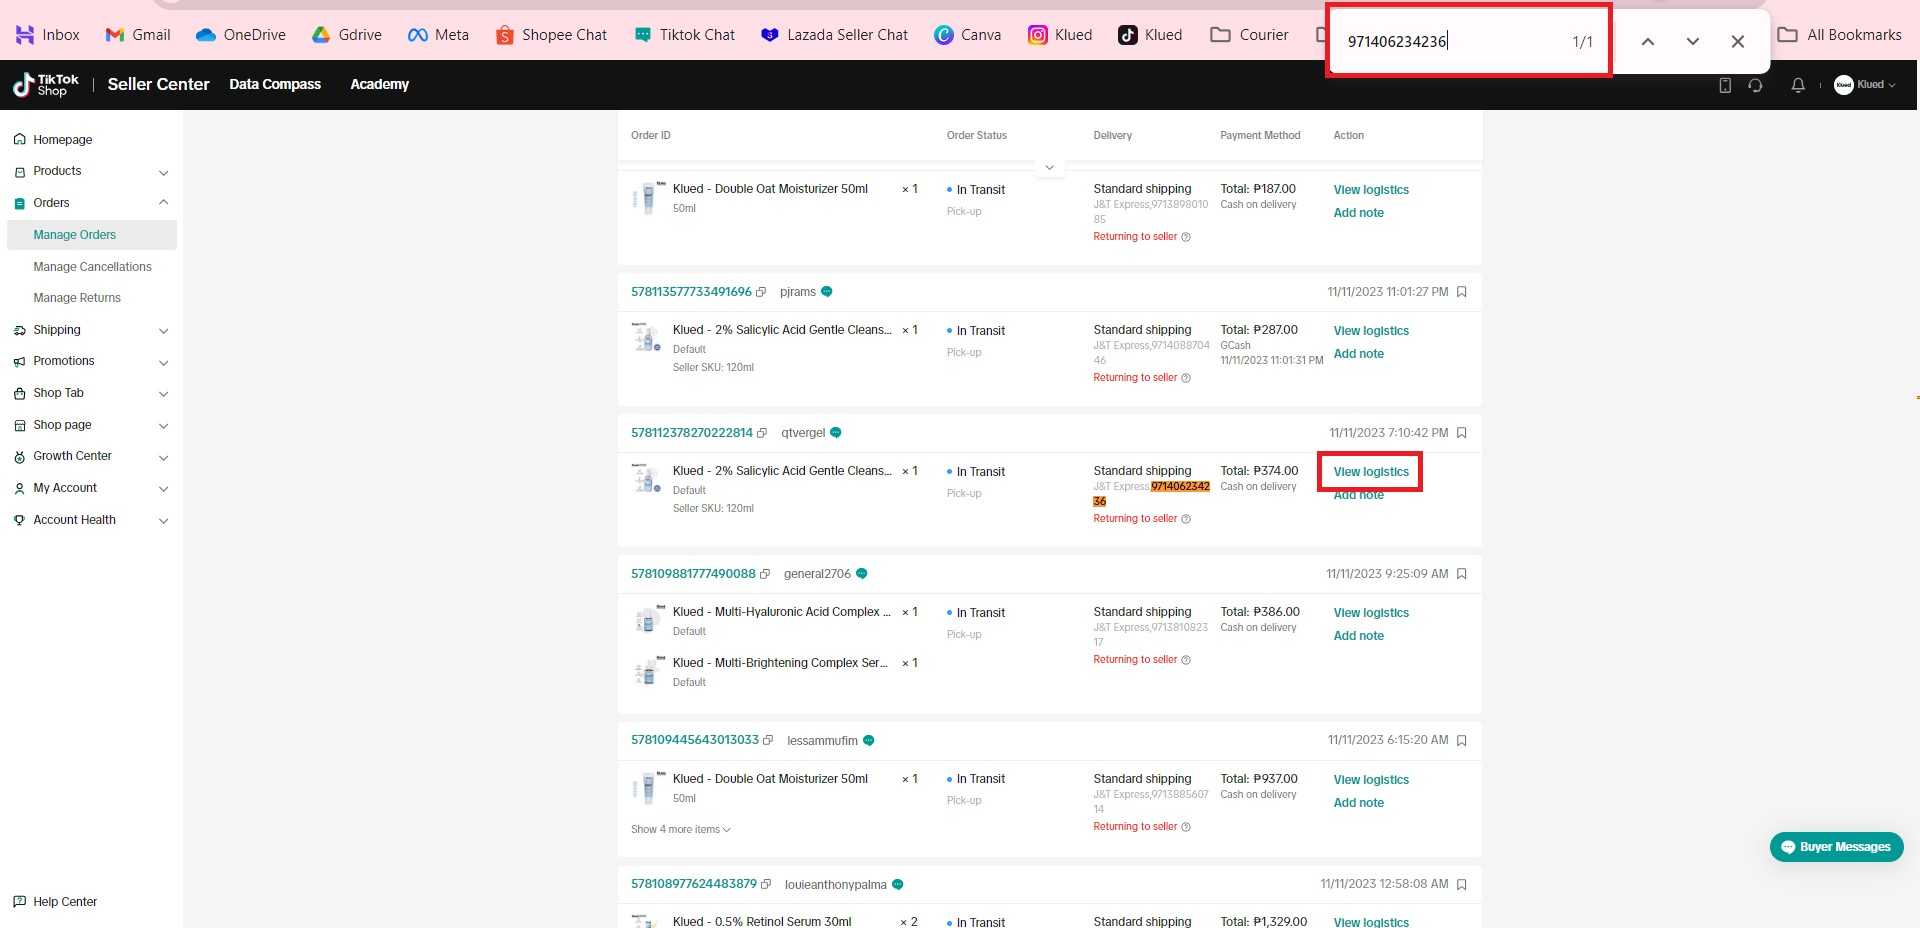 Inbox Gmail OneDrive Gdrive Meta Shopee Chat Tiktok Chat Lazada Seller Chat Canva Klued Klued Courier All Bookmarks
971406234236 1/1
TikTok Shop | Seller Center Data Compass Academy Klued
Homepage
Products
Orders
Manage Orders
Manage Cancellations
Manage Returns
Shipping
Promotions
Shop Tab
Shop page
Growth Center
My Account
Account Health
Help Center
Order ID Order Status Delivery Payment Method Action
Klued - Double Oat Moisturizer 50ml × 1 In Transit Standard shipping Total: ₱187.00 View logistics
50ml Pick-up J&T Express,9713898010 Cash on delivery Add note
85
Returning to seller
578113577733491696 pjrams 11/11/2023 11:01:27 PM
Klued - 2% Salicylic Acid Gentle Cleans... × 1 In Transit Standard shipping Total: ₱287.00 View logistics
Default Pick-up J&T Express,9714088704 GCash Add note
46 11/11/2023 11:01:31 PM
Seller SKU: 120ml Returning to seller
578112378270222814 qtvergel 11/11/2023 7:10:42 PM
Klued - 2% Salicylic Acid Gentle Cleans... × 1 In Transit Standard shipping Total: ₱374.00 View logistics
Default Pick-up J&T Express,9714062342 Cash on delivery Add note
36
Seller SKU: 120ml Returning to seller
578109881777490088 general2706 11/11/2023 9:25:09 AM
Klued - Multi-Hyaluronic Acid Complex ... × 1 In Transit Standard shipping Total: ₱386.00 View logistics
Default Pick-up J&T Express,9713810823 Cash on delivery Add note
17
Returning to seller
Klued - Multi-Brightening Complex Ser... × 1
Default
578109445643013033 lessammufim 11/11/2023 6:15:20 AM
Klued - Double Oat Moisturizer 50ml × 1 In Transit Standard shipping Total: ₱937.00 View logistics
50ml Pick-up J&T Express,9713885607 Cash on delivery Add note
14
Show 4 more items Returning to seller
Buyer Messages
578108977624483879 louieanthonypalma 11/11/2023 12:58:08 AM
Klued - 0.5% Retinol Serum 30ml × 2 In Transit Standard shipping Total: ₱1,329.00 View logistics